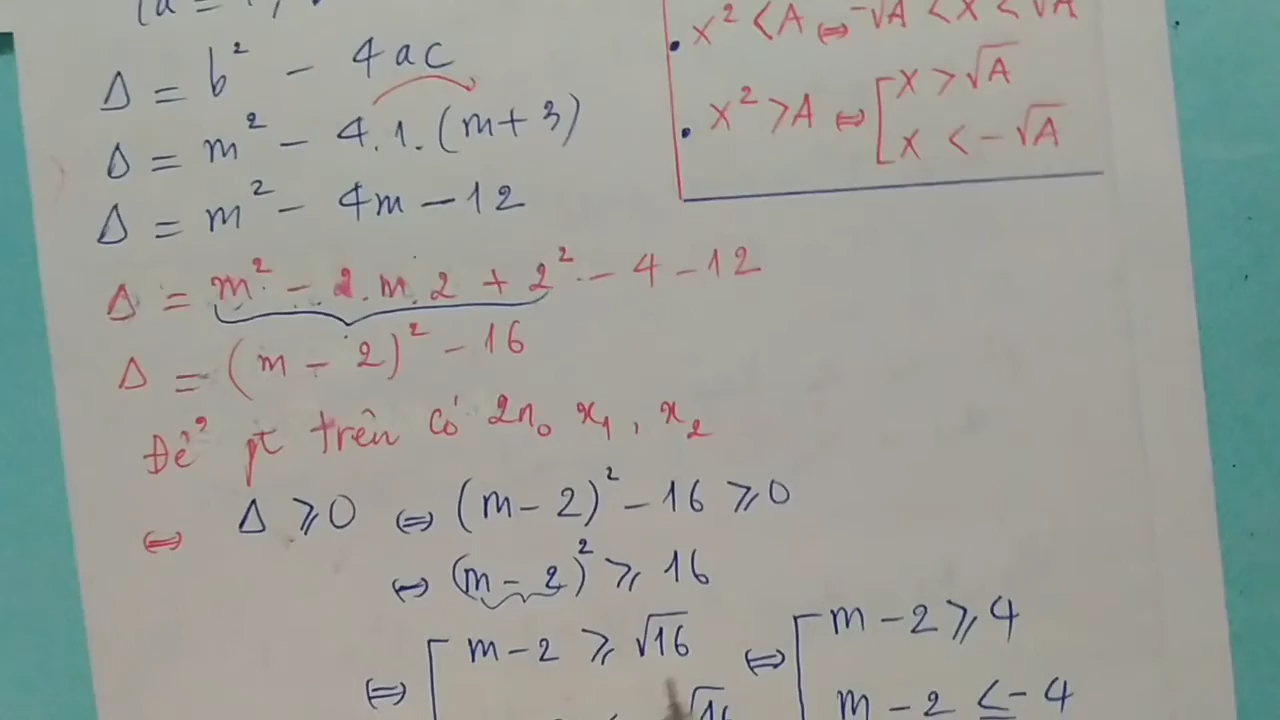 (a = 1,
Δ = b² - 4ac
Δ = m² - 4.1.(m+3)
Δ = m² - 4m - 12
Δ = m² - 2.m.2 + 2² - 4 - 12
Δ = (m - 2)² - 16
Để pt trên có 2n₀ x₁, x₂
⇔ Δ ⩾ 0 ⇔ (m - 2)² - 16 ⩾ 0
⇔ (m - 2)² ⩾ 16
⇔ [ m - 2 ⩾ √16 ⇔ [ m - 2 ⩾ 4
√16 m - 2 ≤ - 4
• x² < A ⇔ -√A < x < √A
• x² > A ⇔ [ x > √A
x < -√A